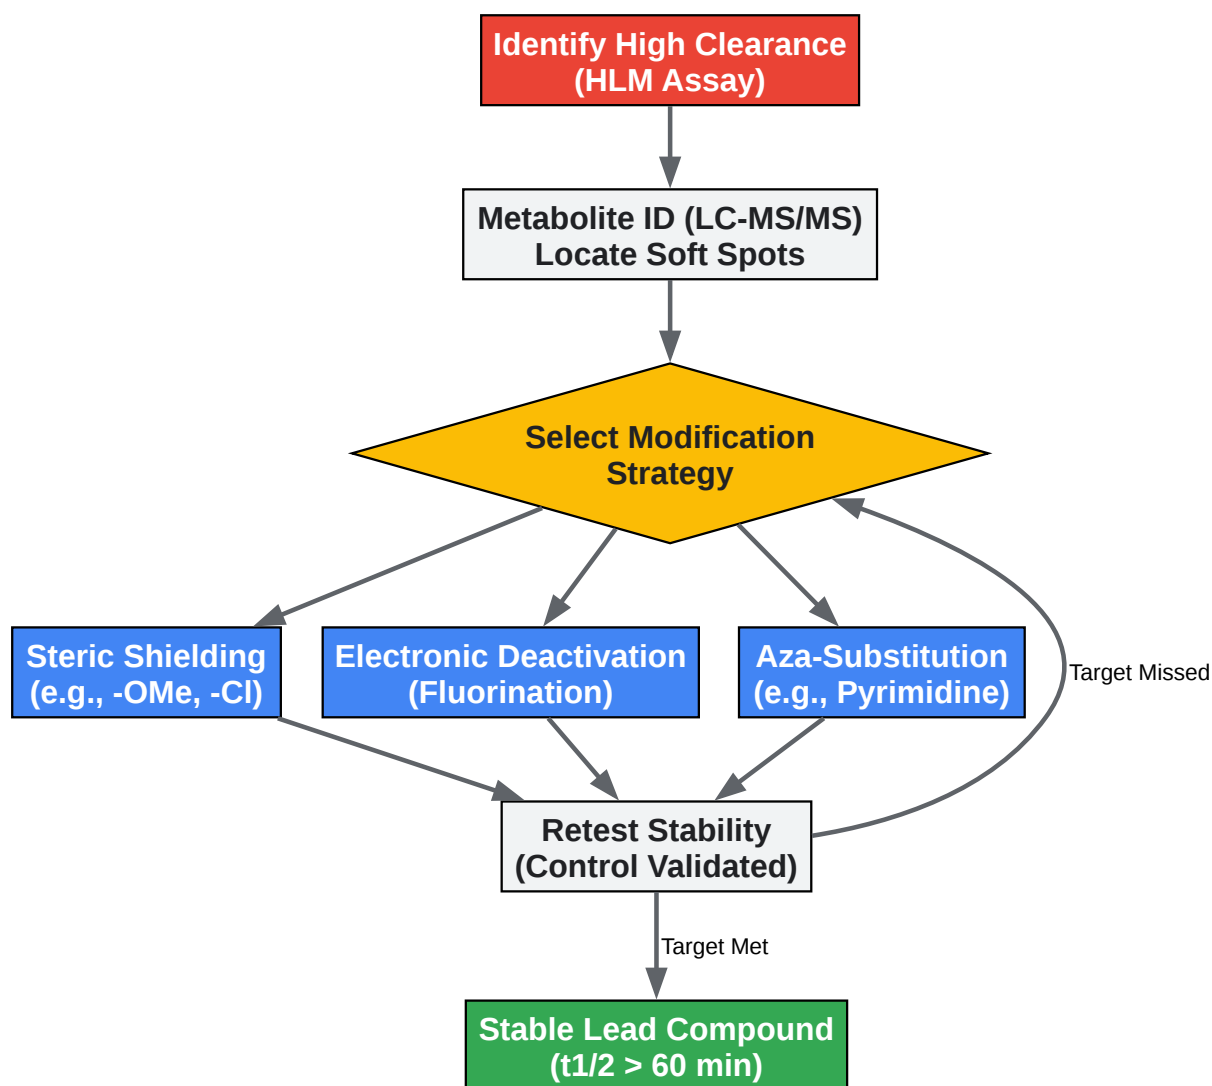 Identify High Clearance
(HLM Assay)
Metabolite ID (LC-MS/MS)
Locate Soft Spots
Select Modification
Strategy
Steric Shielding
(e.g., -OMe, -Cl)
Electronic Deactivation
(Fluorination)
Aza-Substitution
(e.g., Pyrimidine)
Target Missed
Retest Stability
(Control Validated)
Target Met
Stable Lead Compound
(t1/2 > 60 min)